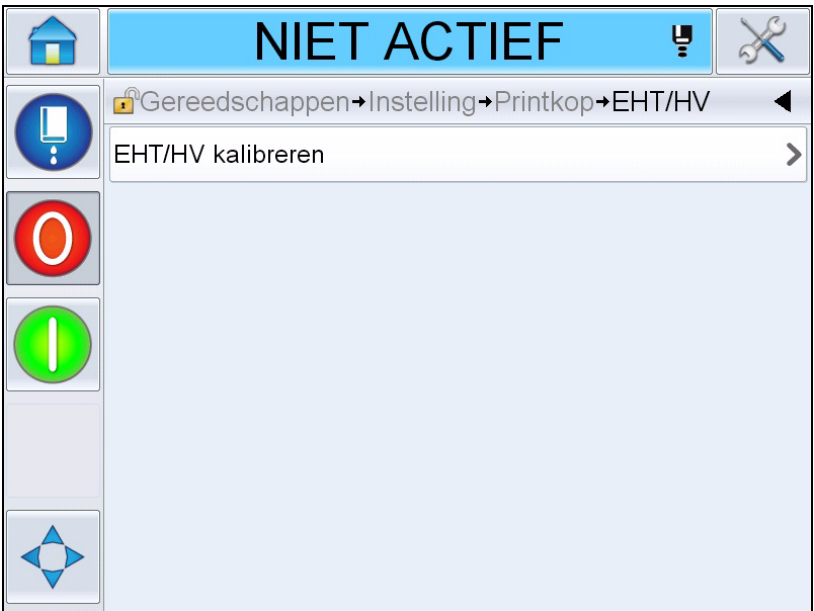 NIET ACTIEF
Gereedschappen→Instelling→Printkop→EHT/HV
EHT/HV kalibreren